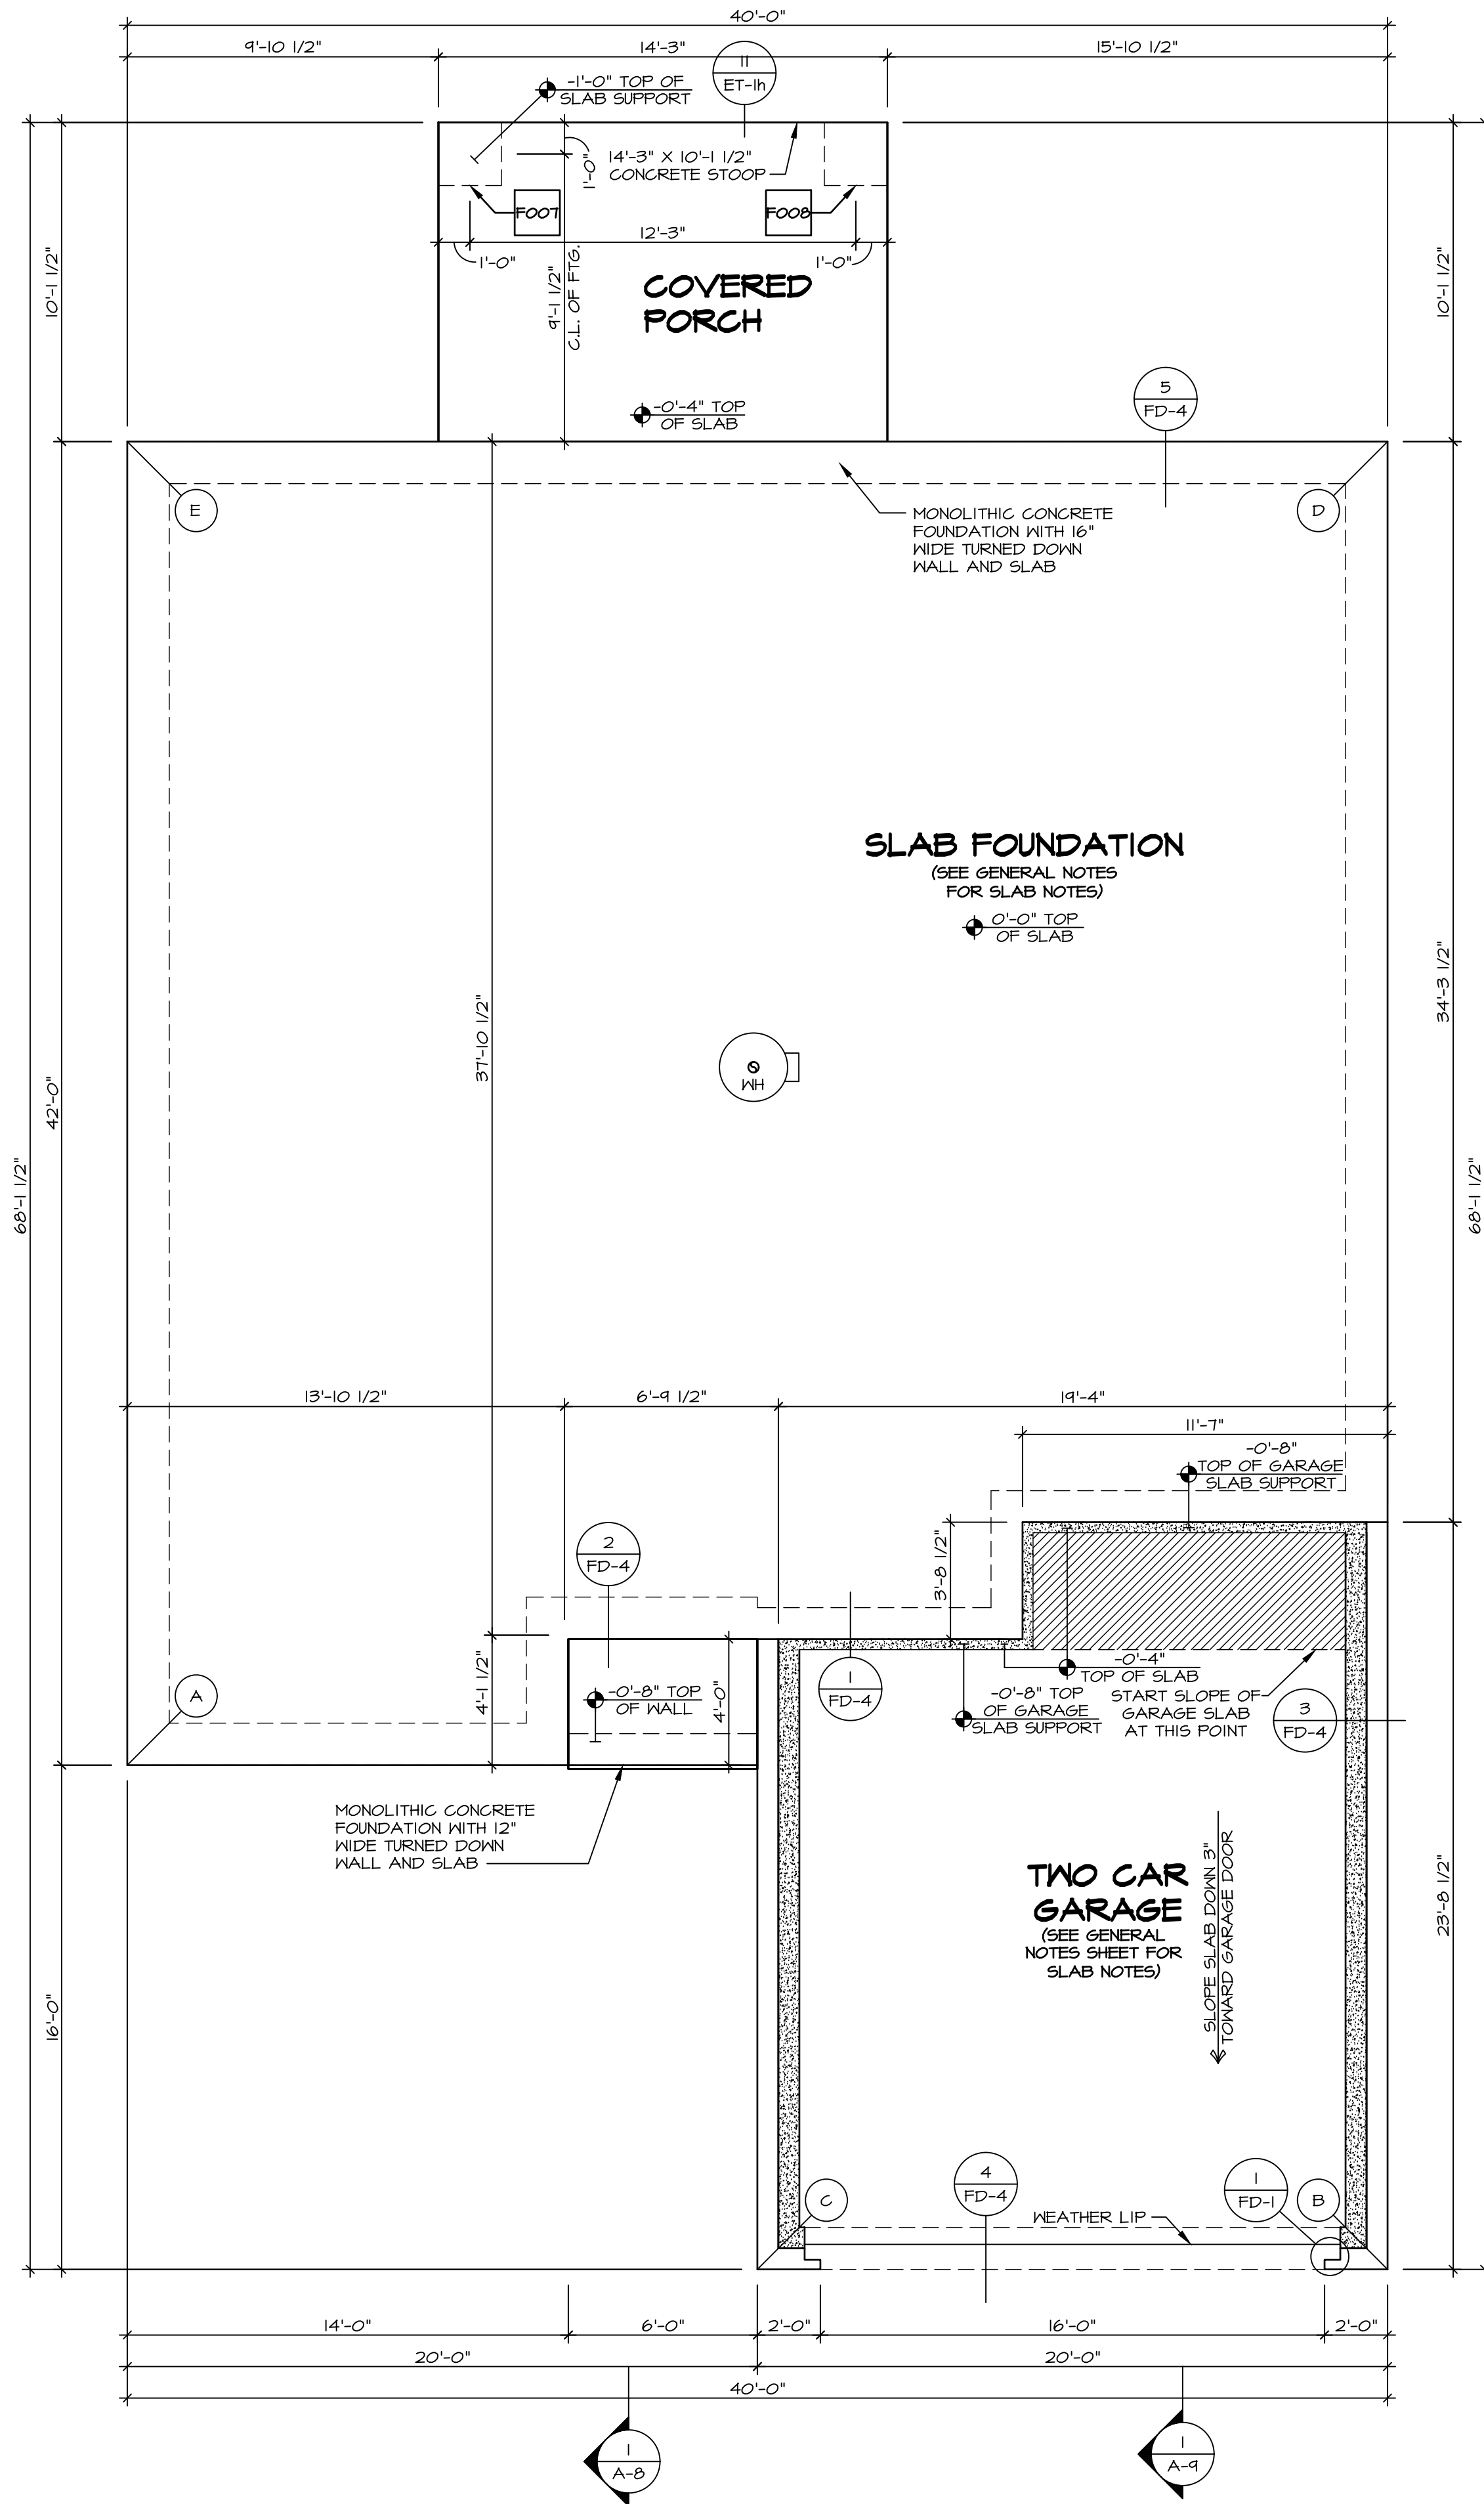 40'-0"
9'-10 1/2"
14'-3"
15'-10 1/2"
11
ET-1h
-1'-0" TOP OF
SLAB SUPPORT
1'-0"
14'-3" X 10'-1 1/2"
CONCRETE STOOP
F007
F008
12'-3"
1'-0"
1'-0"
10'-1 1/2"
9'-1 1/2"
C.L. OF FTG.
COVERED
PORCH
10'-1 1/2"
-0'-4" TOP
OF SLAB
5
FD-4
E
D
MONOLITHIC CONCRETE
FOUNDATION WITH 16"
WIDE TURNED DOWN
WALL AND SLAB
SLAB FOUNDATION
(SEE GENERAL NOTES
FOR SLAB NOTES)
0'-0" TOP
OF SLAB
34'-3 1/2"
37'-10 1/2"
WH
42'-0"
68'-1 1/2"
68'-1 1/2"
13'-10 1/2"
6'-9 1/2"
19'-4"
11'-7"
-0'-8"
TOP OF GARAGE
SLAB SUPPORT
2
FD-4
3'-8 1/2"
A
4'-1 1/2"
-0'-8" TOP
OF WALL
4'-0"
1
FD-4
-0'-4"
TOP OF SLAB
-0'-8" TOP
OF GARAGE
SLAB SUPPORT
START SLOPE OF
GARAGE SLAB
AT THIS POINT
3
FD-4
MONOLITHIC CONCRETE
FOUNDATION WITH 12"
WIDE TURNED DOWN
WALL AND SLAB
TWO CAR
GARAGE
(SEE GENERAL
NOTES SHEET FOR
SLAB NOTES)
SLOPE SLAB DOWN 3"
TOWARD GARAGE DOOR
23'-8 1/2"
16'-0"
C
4
FD-4
WEATHER LIP
1
FD-1
B
14'-0"
6'-0"
2'-0"
16'-0"
2'-0"
20'-0"
20'-0"
40'-0"
1
A-8
1
A-9